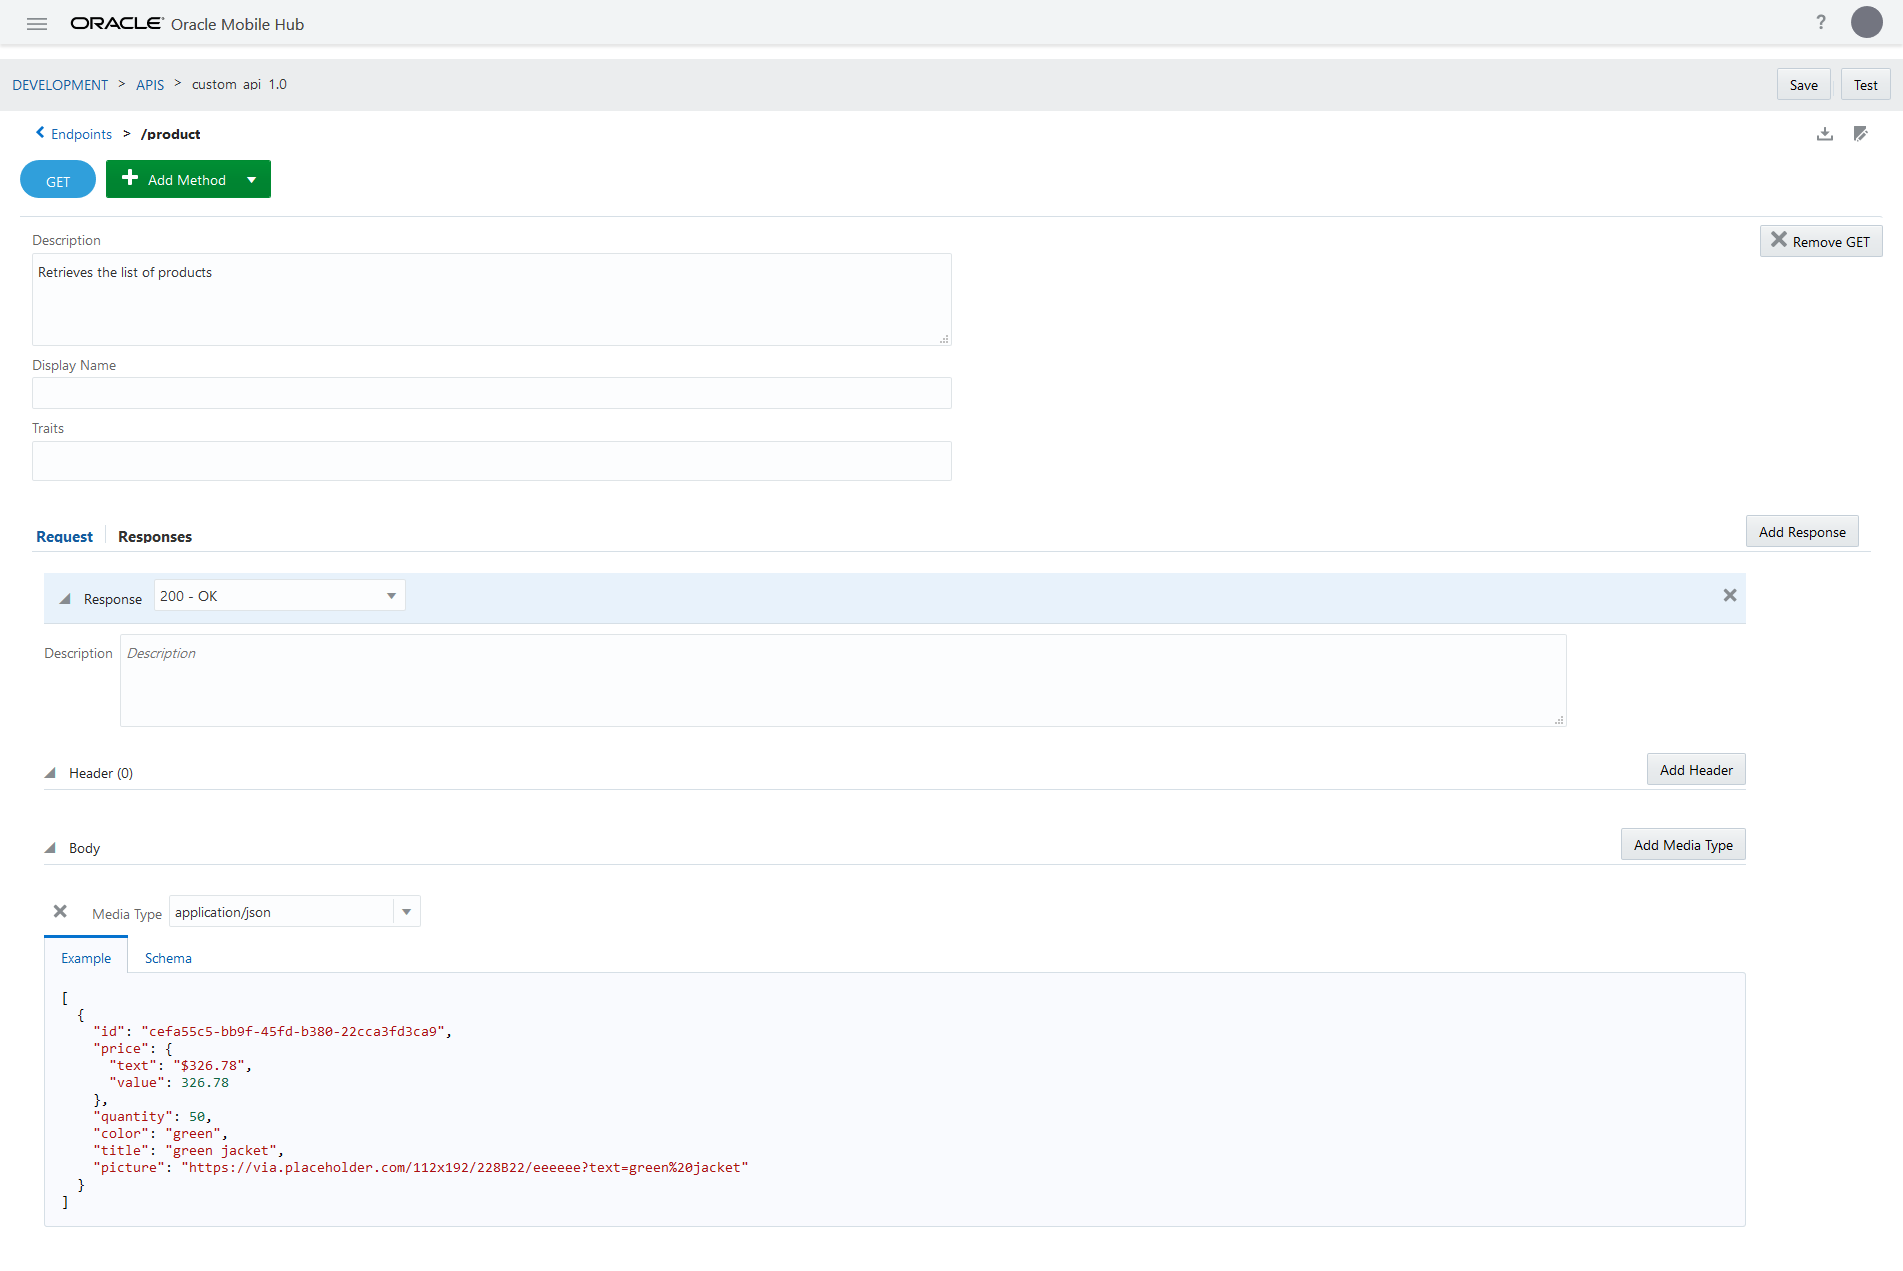 ORACLE Oracle Mobile Hub ?
DEVELOPMENT > APIS > custom_api 1.0 Save Test
Endpoints > /product
GET Add Method
Description Remove GET
Retrieves the list of products
Display Name
Traits
Request Responses Add Response
Response 200 - OK
Description Description
Header (0) Add Header
Body Add Media Type
Media Type application/json
Example Schema
[
  {
    "id": "cefa55c5-bb9f-45fd-b380-22cca3fd3ca9",
    "price": {
      "text": "$326.78",
      "value": 326.78
    },
    "quantity": 50,
    "color": "green",
    "title": "green jacket",
    "picture": "https://via.placeholder.com/112x192/228B22/eeeeee?text=green%20jacket"
  }
]